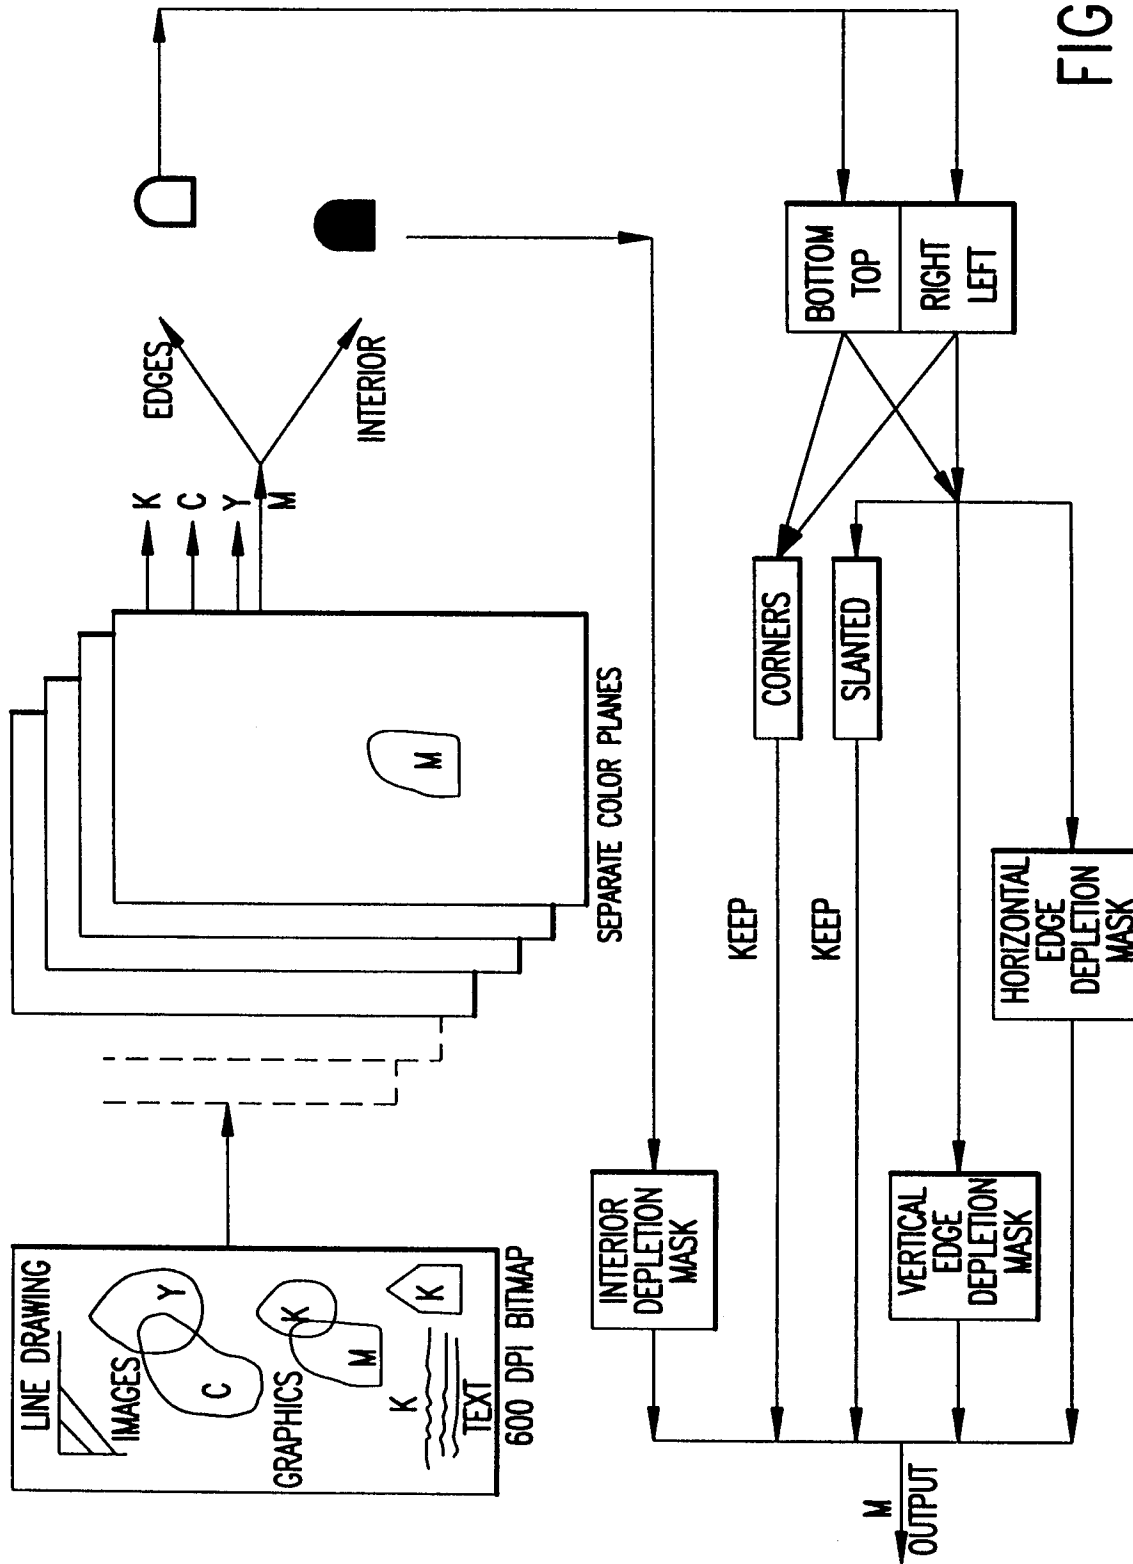 LINE DRAWING
IMAGES
Y
C
GRAPHICS
K
M
K
K
TEXT
600 DPI BITMAP
M
SEPARATE COLOR PLANES
K
C
Y
M
EDGES
INTERIOR
INTERIOR
DEPLETION
MASK
KEEP
CORNERS
KEEP
SLANTED
BOTTOM
TOP
RIGHT
LEFT
VERTICAL
EDGE
DEPLETION
MASK
HORIZONTAL
EDGE
DEPLETION
MASK
M
OUTPUT
FIG